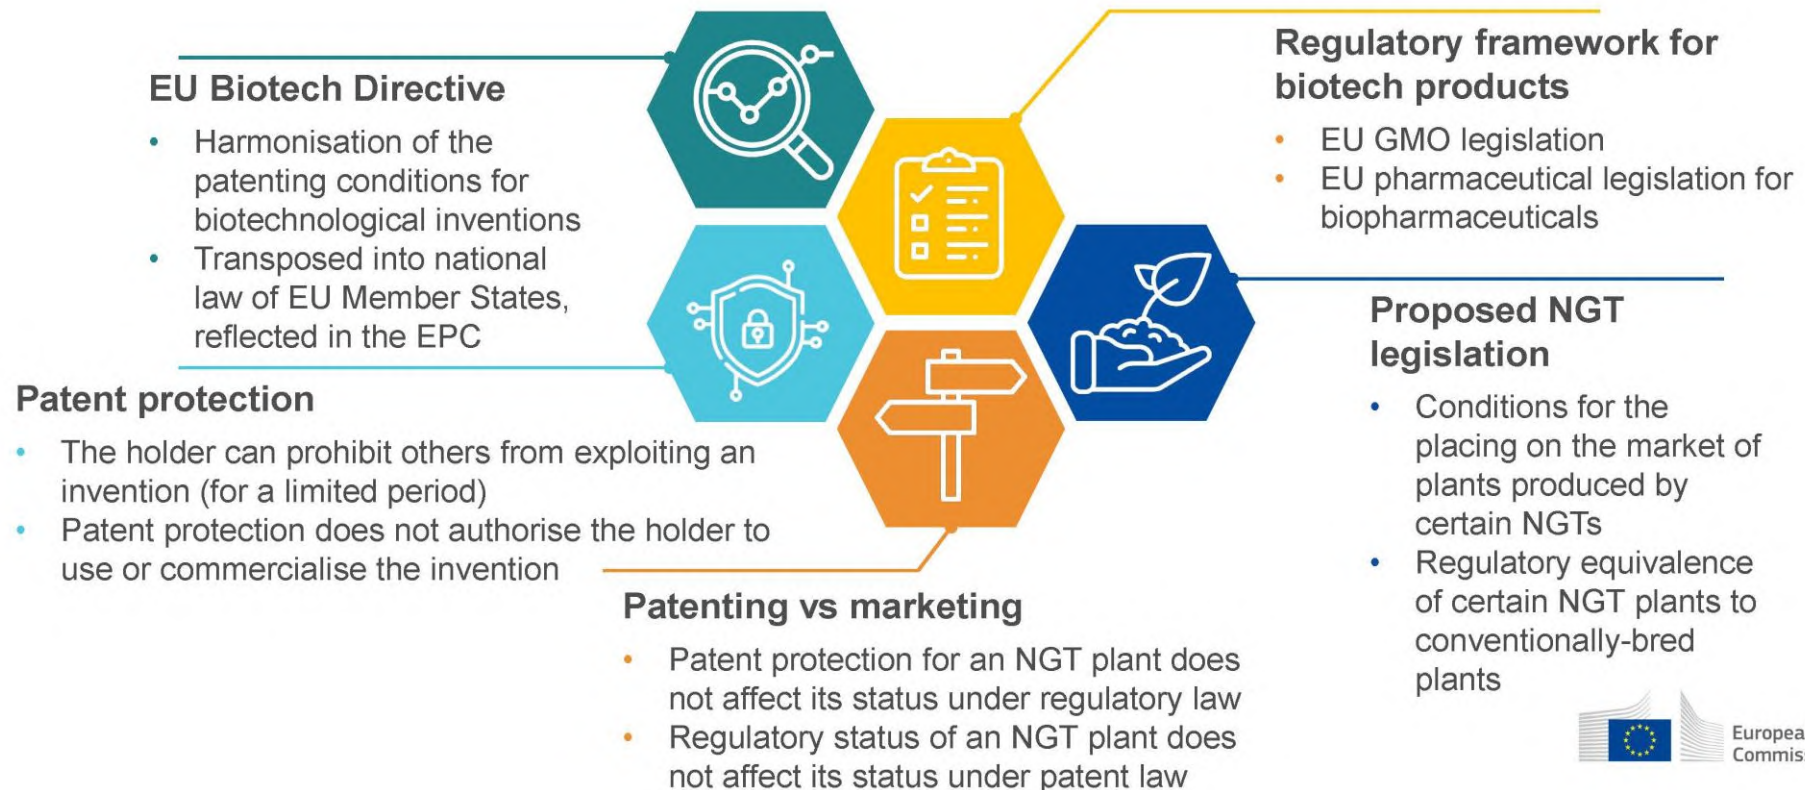 EU Biotech Directive
• Harmonisation of the
patenting conditions for
biotechnological inventions
• Transposed into national
law of EU Member States,
reflected in the EPC
Patent protection
• The holder can prohibit others from exploiting an
invention (for a limited period)
• Patent protection does not authorise the holder to
use or commercialise the invention
Patenting vs marketing
• Patent protection for an NGT plant does
not affect its status under regulatory law
• Regulatory status of an NGT plant does
not affect its status under patent law
Regulatory framework for
biotech products
• EU GMO legislation
• EU pharmaceutical legislation for
biopharmaceuticals
Proposed NGT
legislation
• Conditions for the
placing on the market of
plants produced by
certain NGTs
• Regulatory equivalence
of certain NGT plants to
conventionally-bred
plants
Europea
Commis